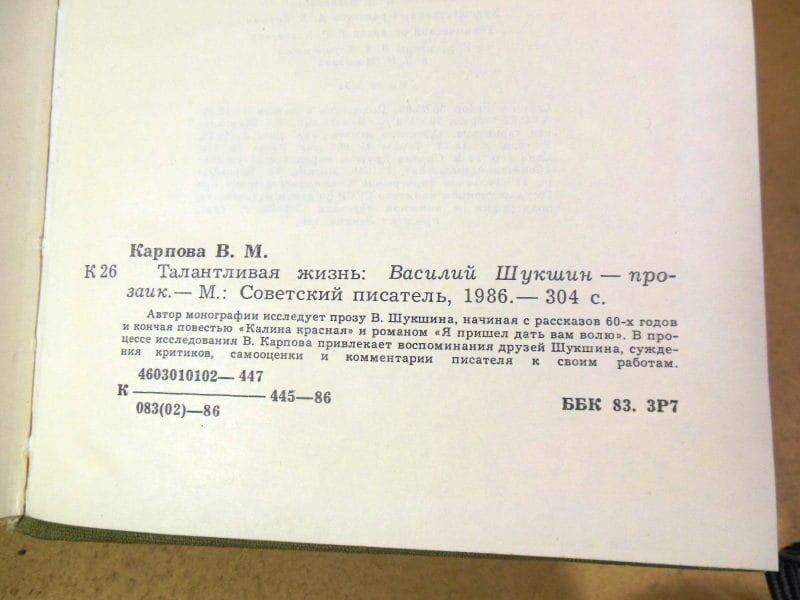 Карпова В. М.
К 26 Талантливая жизнь: Василий Шукшин — про-
заик.— М.: Советский писатель, 1986.— 304 с.
Автор монографии исследует прозу В. Шукшина, начиная с рассказов 60-х годов
и кончая повестью «Калина красная» и романом «Я пришел дать вам волю». В про-
цессе исследования В. Карпова привлекает воспоминания друзей Шукшина, сужде-
ния критиков, самооценки и комментарии писателя к своим работам.
4603010102—447
К ———— 445—86
083(02)—86
ББК 83. 3Р7